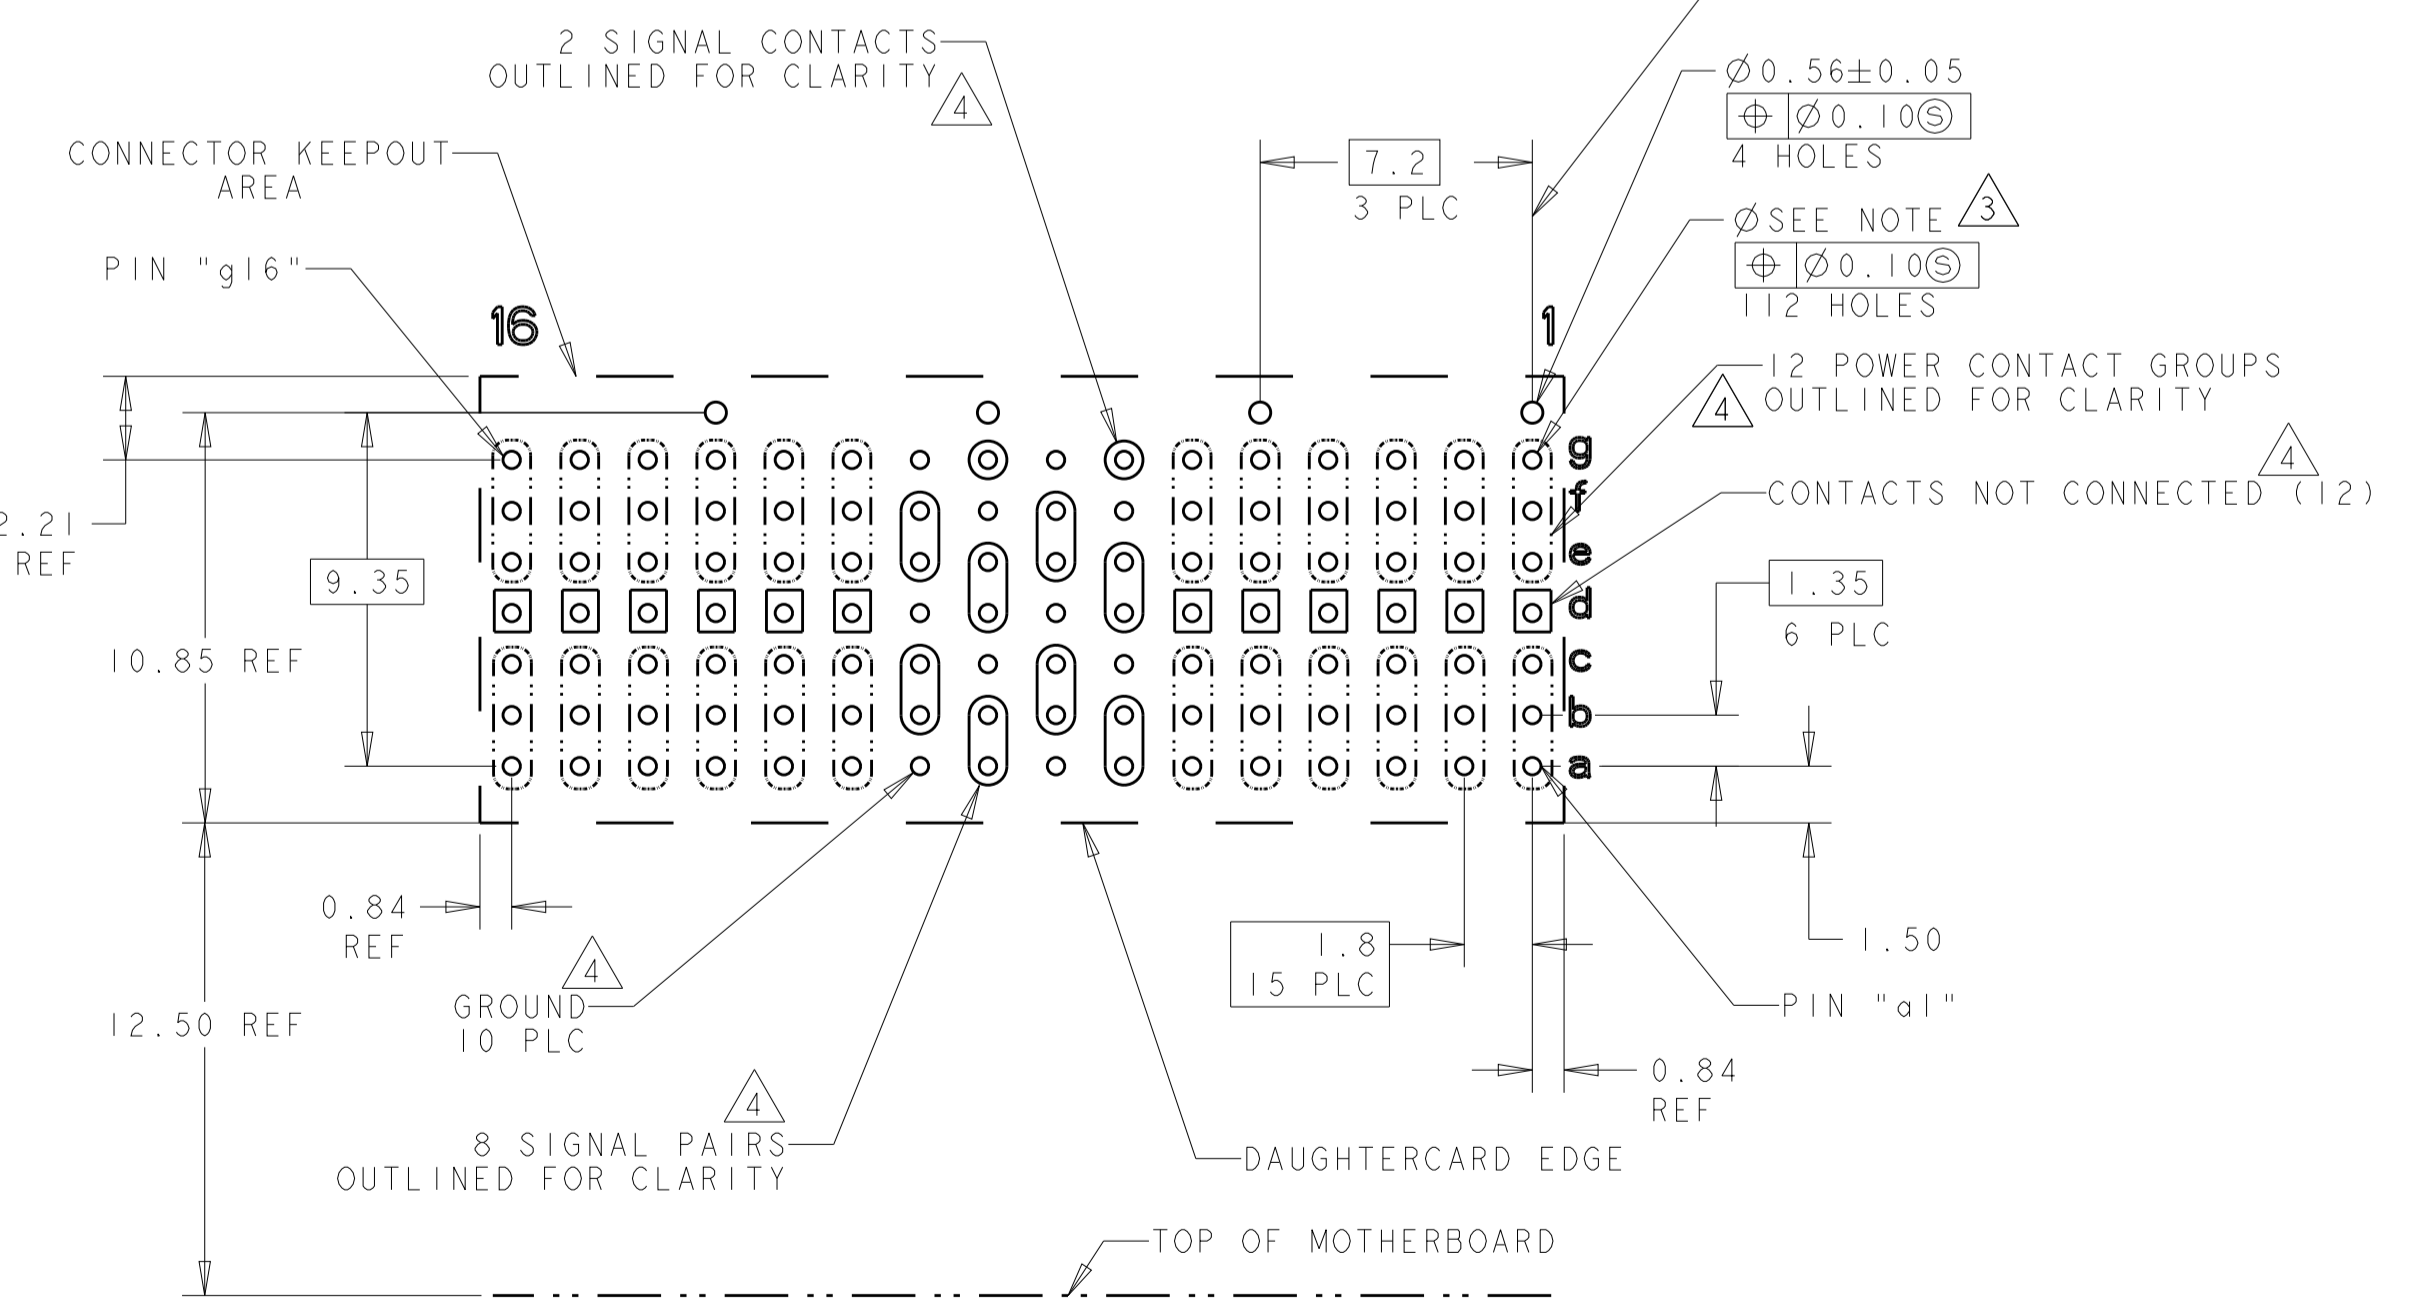 2 SIGNAL CONTACTS
OUTLINED FOR CLARITY
4
Ø0.56±0.05
⌖ Ø0.10Ⓢ
4 HOLES
CONNECTOR KEEPOUT
AREA
7.2
3 PLC
ØSEE NOTE 3
⌖ Ø0.10Ⓢ
112 HOLES
PIN "g16"
16
1
12 POWER CONTACT GROUPS
OUTLINED FOR CLARITY
4
g
4
CONTACTS NOT CONNECTED (12)
f
2.21
REF
e
9.35
1.35
6 PLC
d
10.85 REF
c
b
a
0.84
REF
1.8
15 PLC
1.50
4
GROUND
10 PLC
PIN "a1"
12.50 REF
0.84
REF
4
8 SIGNAL PAIRS
OUTLINED FOR CLARITY
DAUGHTERCARD EDGE
TOP OF MOTHERBOARD